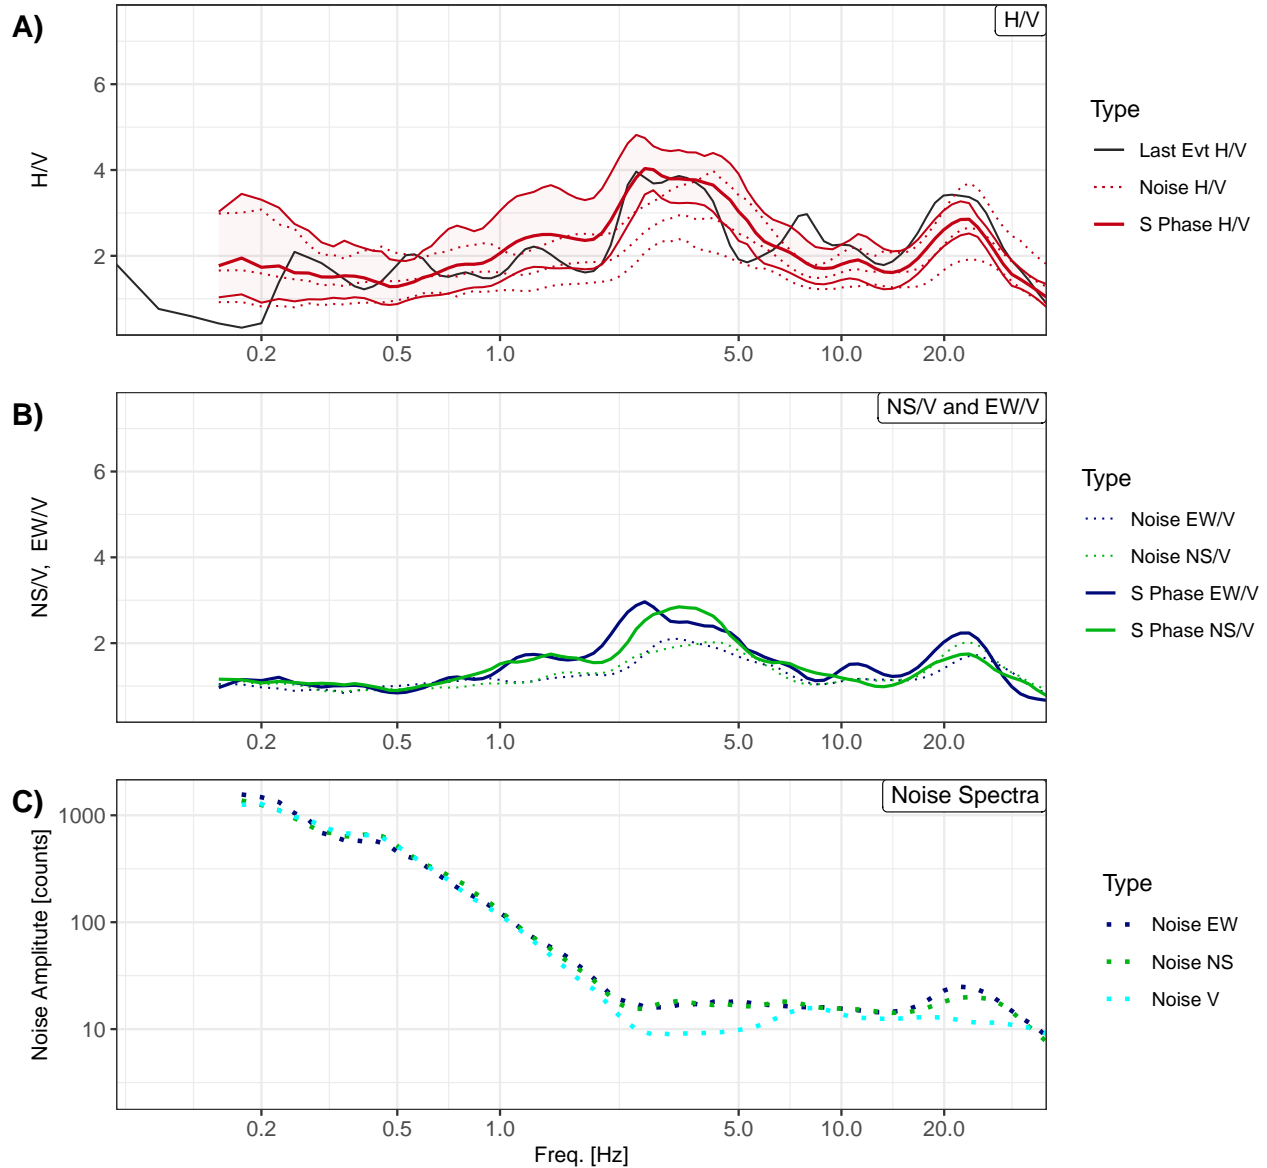 A)
H/V
6
4
2
H/V
0.2 0.5 1.0 5.0 10.0 20.0
Type
Last Evt H/V
Noise H/V
S Phase H/V
B)
NS/V and EW/V
6
4
2
NS/V, EW/V
0.2 0.5 1.0 5.0 10.0 20.0
Type
Noise EW/V
Noise NS/V
S Phase EW/V
S Phase NS/V
C)
Noise Spectra
1000
100
10
Noise Amplitute [counts]
0.2 0.5 1.0 5.0 10.0 20.0
Freq. [Hz]
Type
Noise EW
Noise NS
Noise V